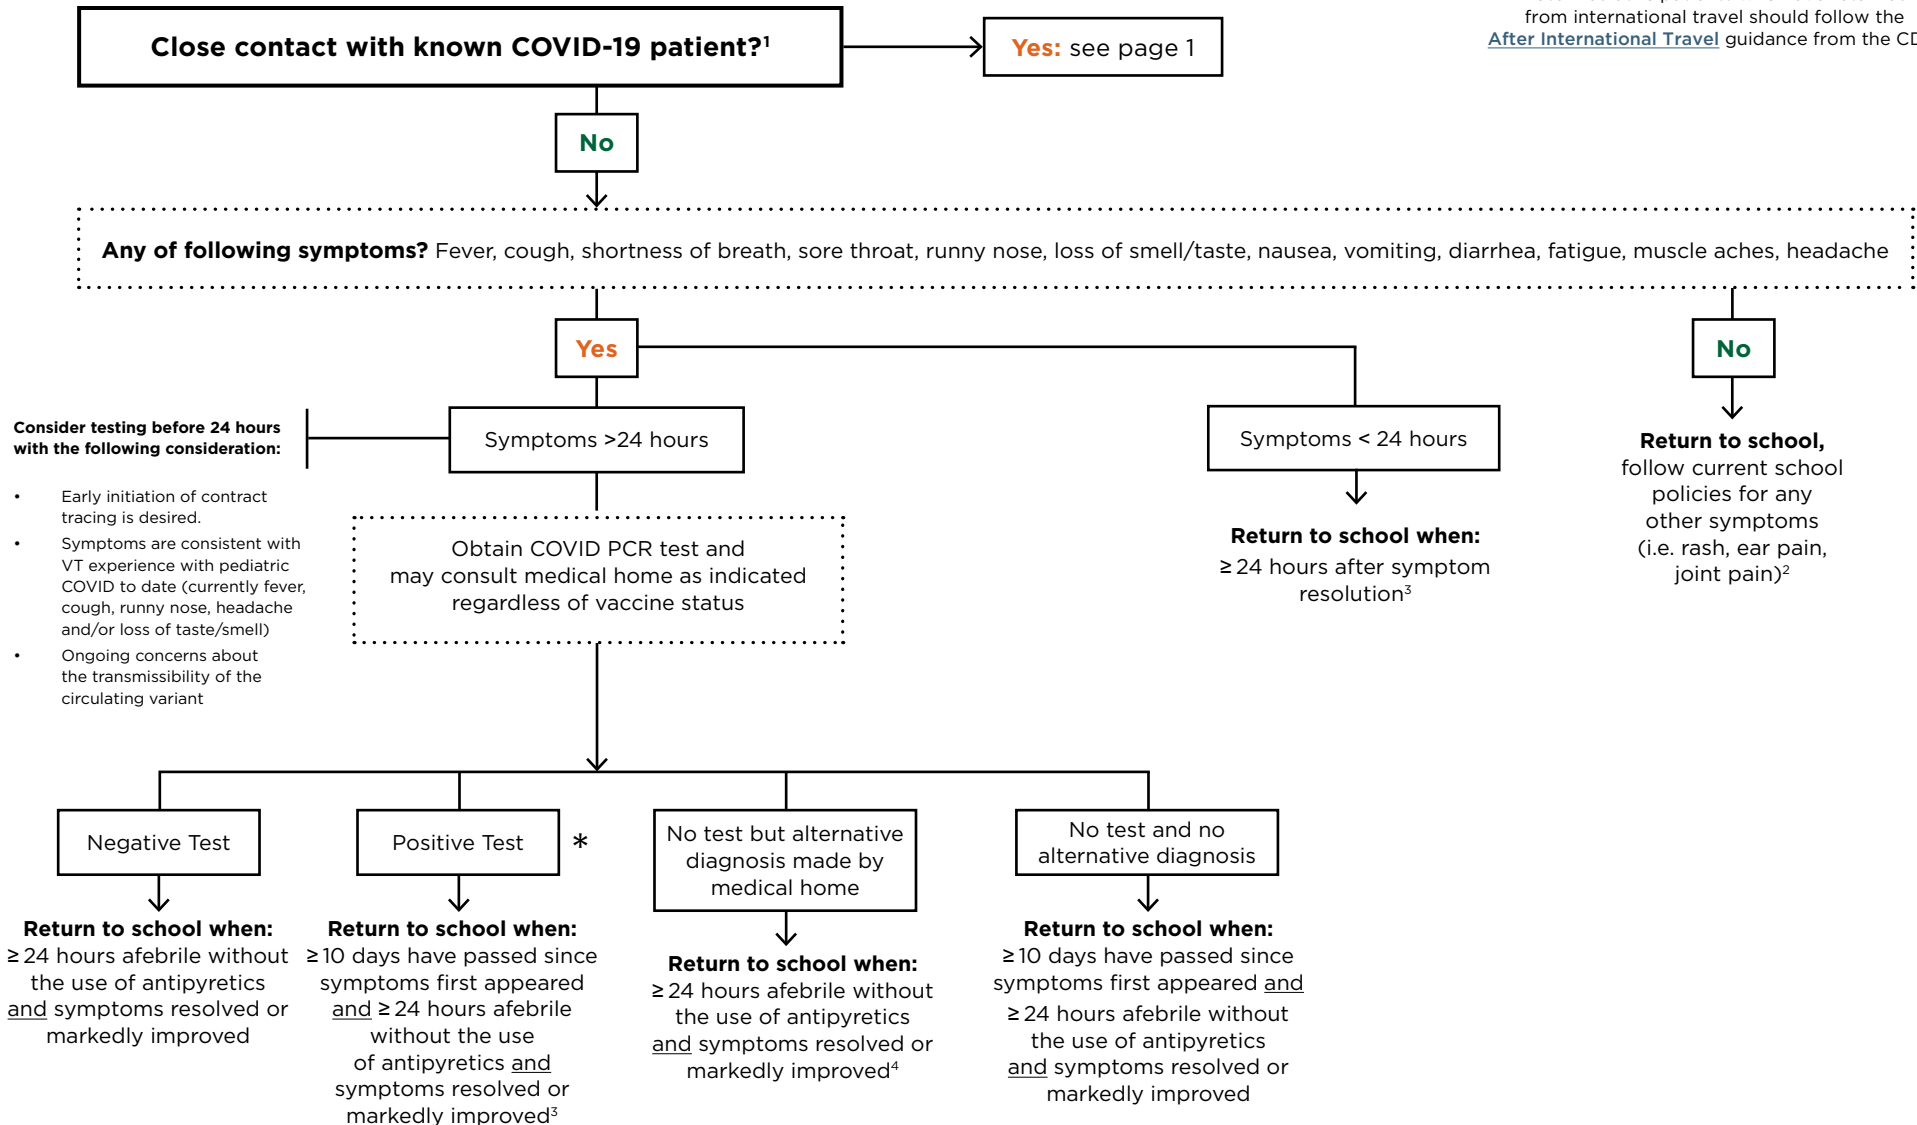 from international travel should follow the
After International Travel guidance from the CD
Close contact with known COVID-19 patient?¹
Yes: see page 1
No
Any of following symptoms? Fever, cough, shortness of breath, sore throat, runny nose, loss of smell/taste, nausea, vomiting, diarrhea, fatigue, muscle aches, headache
Yes
No
Consider testing before 24 hours
with the following consideration:
• Early initiation of contract
tracing is desired.
• Symptoms are consistent with
VT experience with pediatric
COVID to date (currently fever,
cough, runny nose, headache
and/or loss of taste/smell)
• Ongoing concerns about
the transmissibility of the
circulating variant
Symptoms >24 hours
Symptoms < 24 hours
Return to school,
follow current school
policies for any
other symptoms
(i.e. rash, ear pain,
joint pain)²
Obtain COVID PCR test and
may consult medical home as indicated
regardless of vaccine status
Return to school when:
≥ 24 hours after symptom
resolution³
Negative Test
Positive Test *
No test but alternative
diagnosis made by
medical home
No test and no
alternative diagnosis
Return to school when:
≥ 24 hours afebrile without
the use of antipyretics
and symptoms resolved or
markedly improved
Return to school when:
≥ 10 days have passed since
symptoms first appeared
and ≥ 24 hours afebrile
without the use
of antipyretics and
symptoms resolved or
markedly improved³
Return to school when:
≥ 24 hours afebrile without
the use of antipyretics
and symptoms resolved or
markedly improved⁴
Return to school when:
≥ 10 days have passed since
symptoms first appeared and
≥ 24 hours afebrile without
the use of antipyretics
and symptoms resolved or
markedly improved